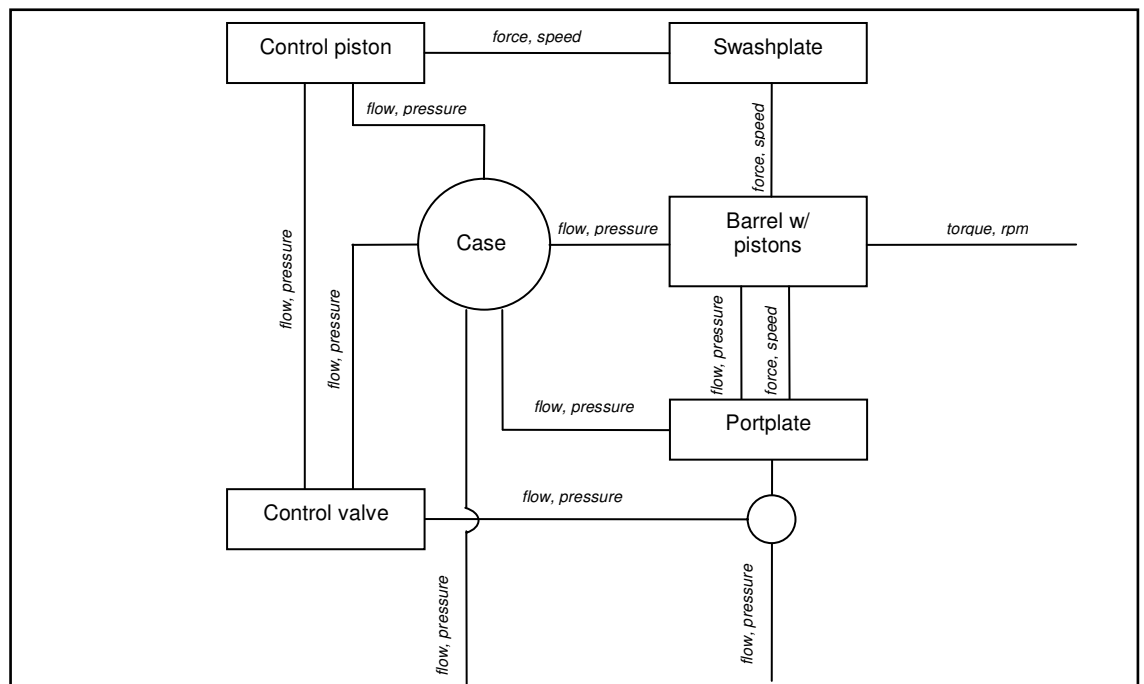 Control piston
force, speed
Swashplate
flow, pressure
force, speed
Case
flow, pressure
Barrel w/
pistons
torque, rpm
flow, pressure
flow, pressure
flow, pressure
force, speed
flow, pressure
Portplate
Control valve
flow, pressure
flow, pressure
flow, pressure